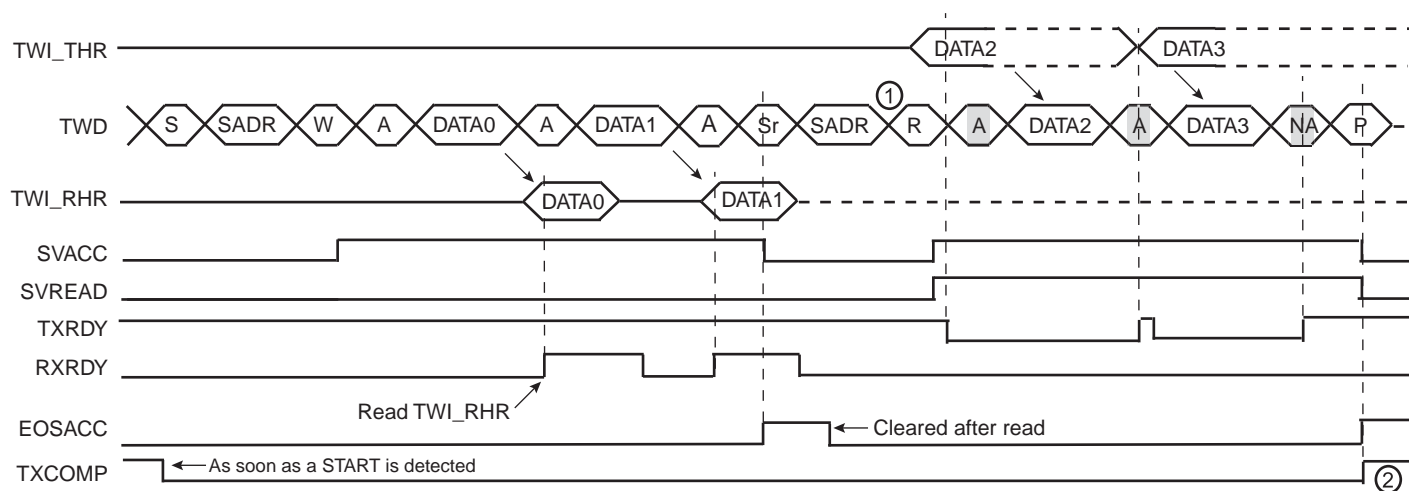 TWI_THR DATA2 DATA3
1
TWD S SADR W A DATA0 A DATA1 A Sr SADR R A DATA2 A DATA3 NA P
TWI_RHR DATA0 DATA1
SVACC
SVREAD
TXRDY
RXRDY
Read TWI_RHR
EOSACC Cleared after read
TXCOMP As soon as a START is detected 2